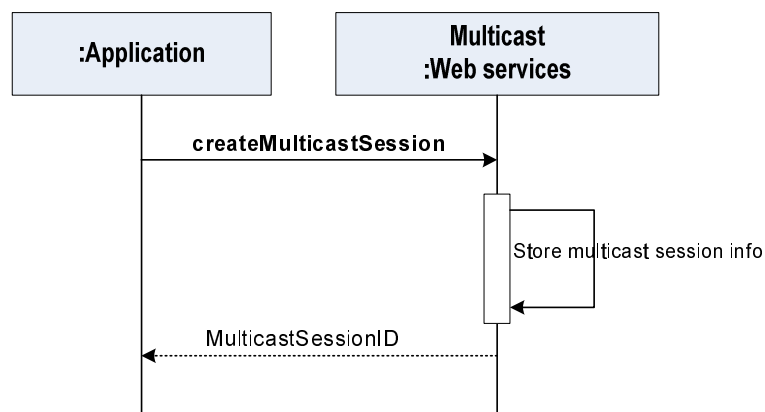 :Application
Multicast
:Web services
createMulticastSession
Store multicast session info
MulticastSessionID